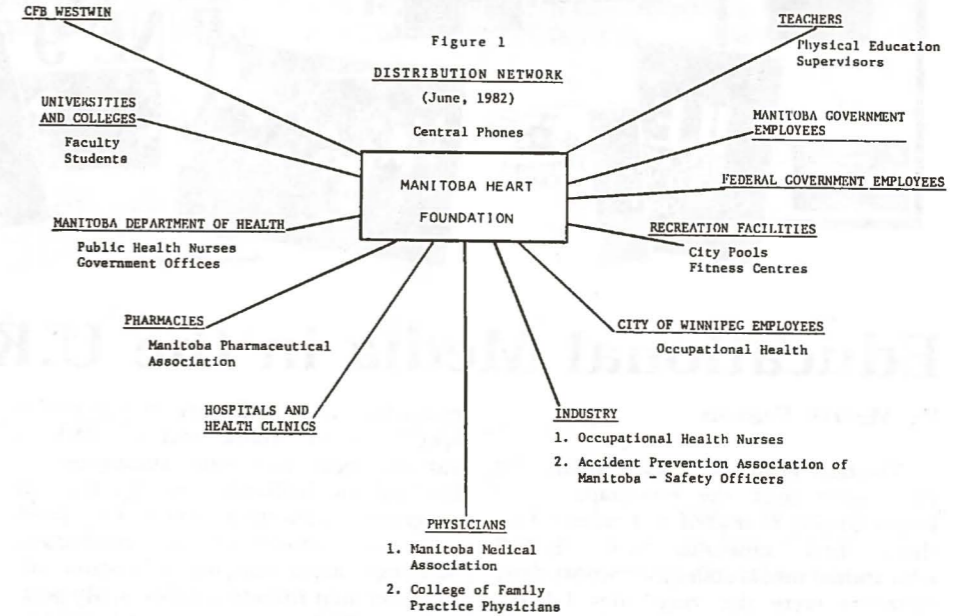 CFB WESTWIN
Figure 1
DISTRIBUTION NETWORK
(June, 1982)
Central Phones
MANITOBA HEART
FOUNDATION
TEACHERS
Physical Education
Supervisors
UNIVERSITIES
AND COLLEGES
Faculty
Students
MANITOBA GOVERNMENT
EMPLOYEES
FEDERAL GOVERNMENT EMPLOYEES
MANITOBA DEPARTMENT OF HEALTH
Public Health Nurses
Government Offices
RECREATION FACILITIES
City Pools
Fitness Centres
PHARMACIES
Manitoba Pharmaceutical
Association
CITY OF WINNIPEG EMPLOYEES
Occupational Health
HOSPITALS AND
HEALTH CLINICS
INDUSTRY
1. Occupational Health Nurses
2. Accident Prevention Association of
Manitoba - Safety Officers
PHYSICIANS
1. Manitoba Medical
Association
2. College of Family
Practice Physicians